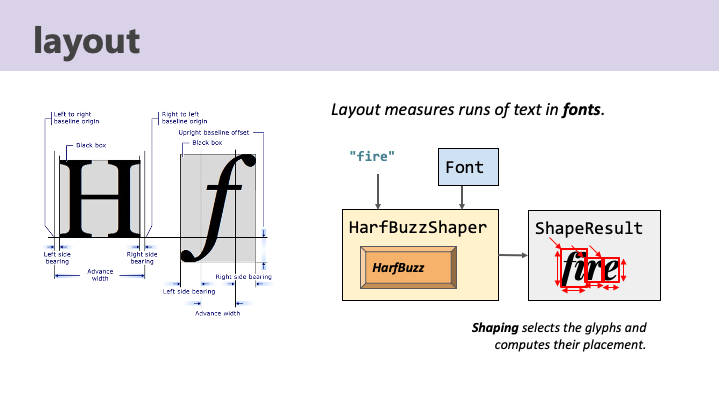 layout
Left to right
baseline origin
Right to left
baseline origin
Black box
H
Left side
bearing
Right side
bearing
Advance
width
Upright baseline offset
Black box
f
Right side bearing
Left side bearing
Advance width
Layout measures runs of text in fonts.
"fire"
Font
HarfBuzzShaper
HarfBuzz
ShapeResult
fire
Shaping selects the glyphs and
computes their placement.